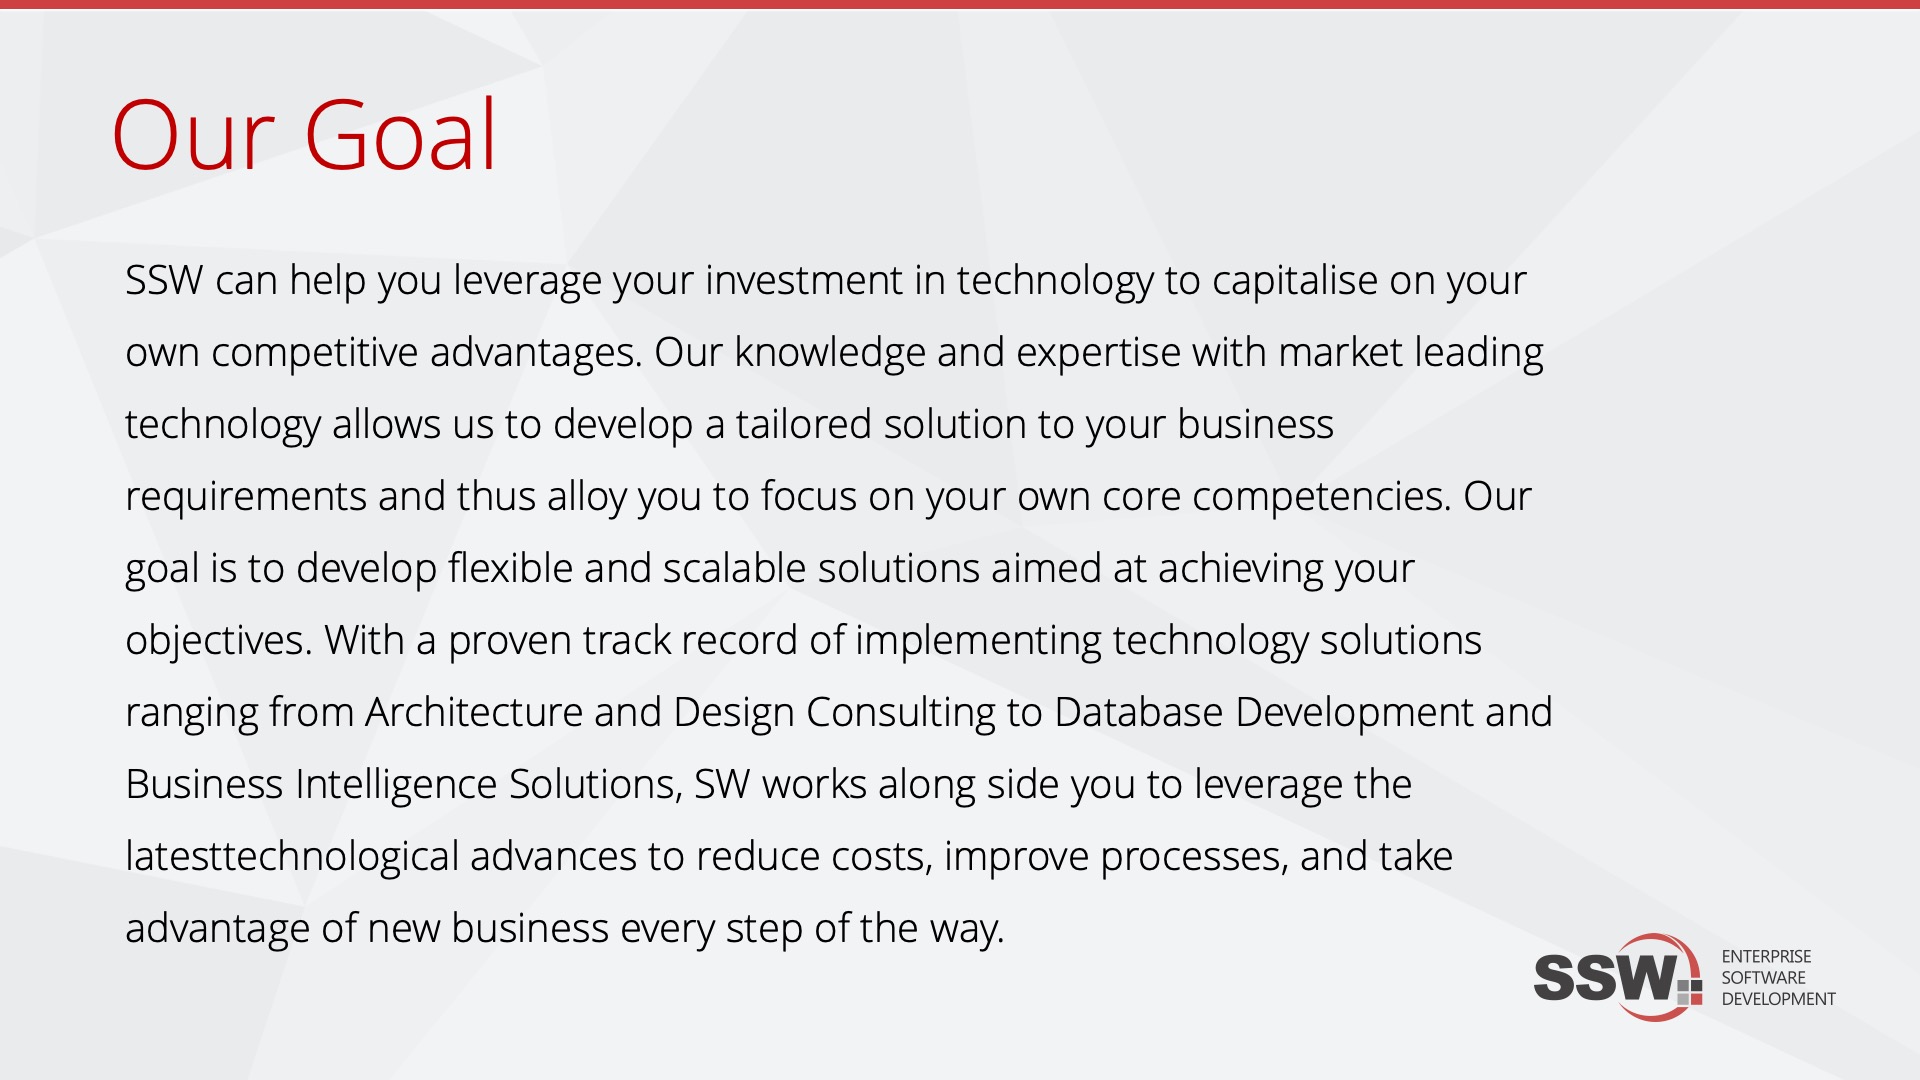 Our Goal
SSW can help you leverage your investment in technology to capitalise on your
own competitive advantages. Our knowledge and expertise with market leading
technology allows us to develop a tailored solution to your business
requirements and thus alloy you to focus on your own core competencies. Our
goal is to develop flexible and scalable solutions aimed at achieving your
objectives. With a proven track record of implementing technology solutions
ranging from Architecture and Design Consulting to Database Development and
Business Intelligence Solutions, SW works along side you to leverage the
latesttechnological advances to reduce costs, improve processes, and take
advantage of new business every step of the way.
SSW
ENTERPRISE
SOFTWARE
DEVELOPMENT